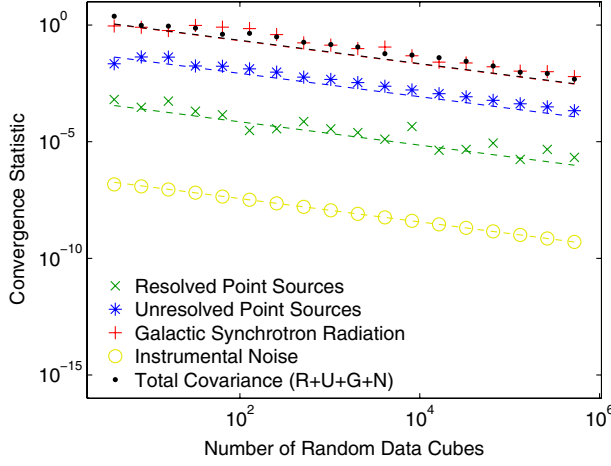 10^0
10^-5
10^-10
10^-15
Convergence Statistic
Resolved Point Sources
Unresolved Point Sources
Galactic Synchrotron Radiation
Instrumental Noise
Total Covariance (R+U+G+N)
10^2
10^4
10^6
Number of Random Data Cubes